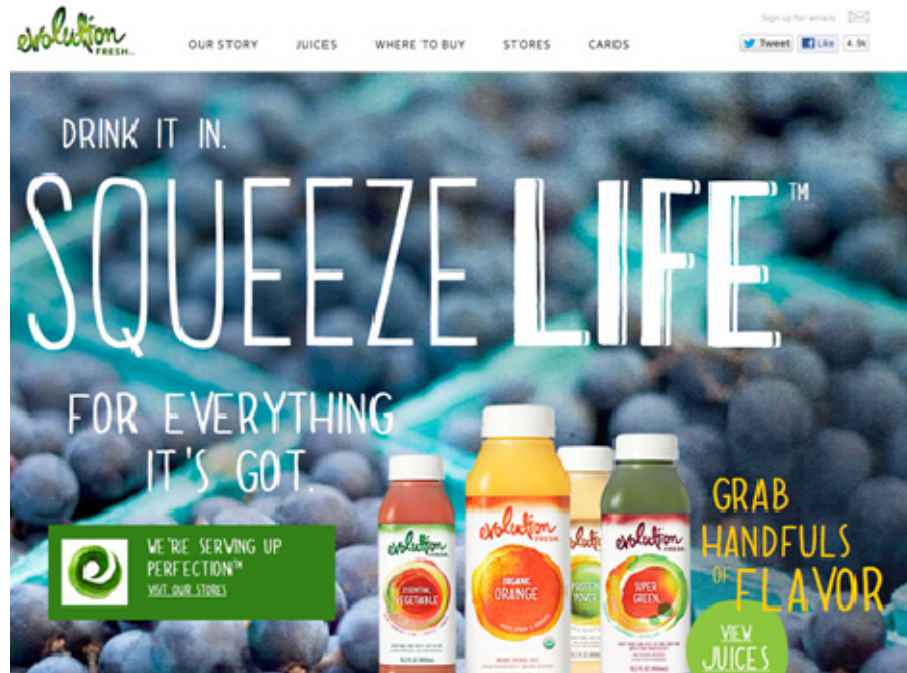 evolution
FRESH
Sign up for emails
OUR STORY
JUICES
WHERE TO BUY
STORES
CARDS
Tweet
Like
4.9k
DRINK IT IN.
SQUEEZE LIFE™
FOR EVERYTHING
IT'S GOT.
WE'RE SERVING UP
PERFECTION™
VISIT OUR STORES
evolution
FRESH
ESSENTIAL
VEGETABLE
evolution
FRESH
ORGANIC
ORANGE
PROTEIN
POWER
evolution
FRESH
SUPER
GREEN
GRAB
HANDFULS
OF FLAVOR
VIEW
JUICES